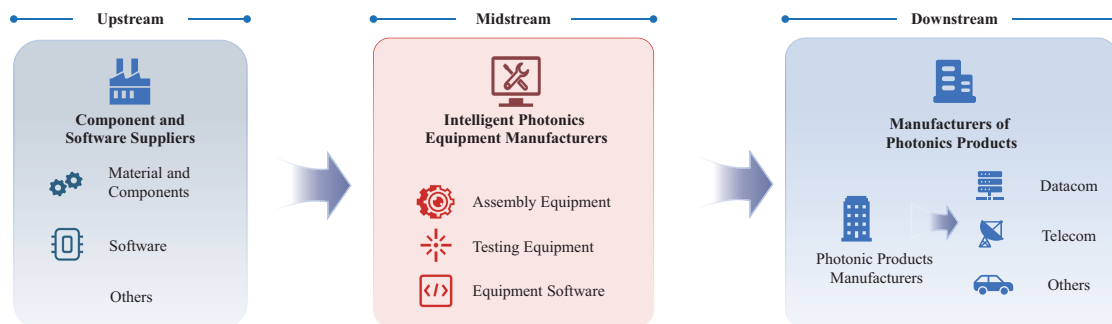 Upstream
Midstream
Downstream
Component and
Software Suppliers
Material and
Components
Software
Others
Intelligent Photonics
Equipment Manufacturers
Assembly Equipment
Testing Equipment
</> Equipment Software
Manufacturers of
Photonics Products
Photonic Products
Manufacturers
Datacom
Telecom
Others